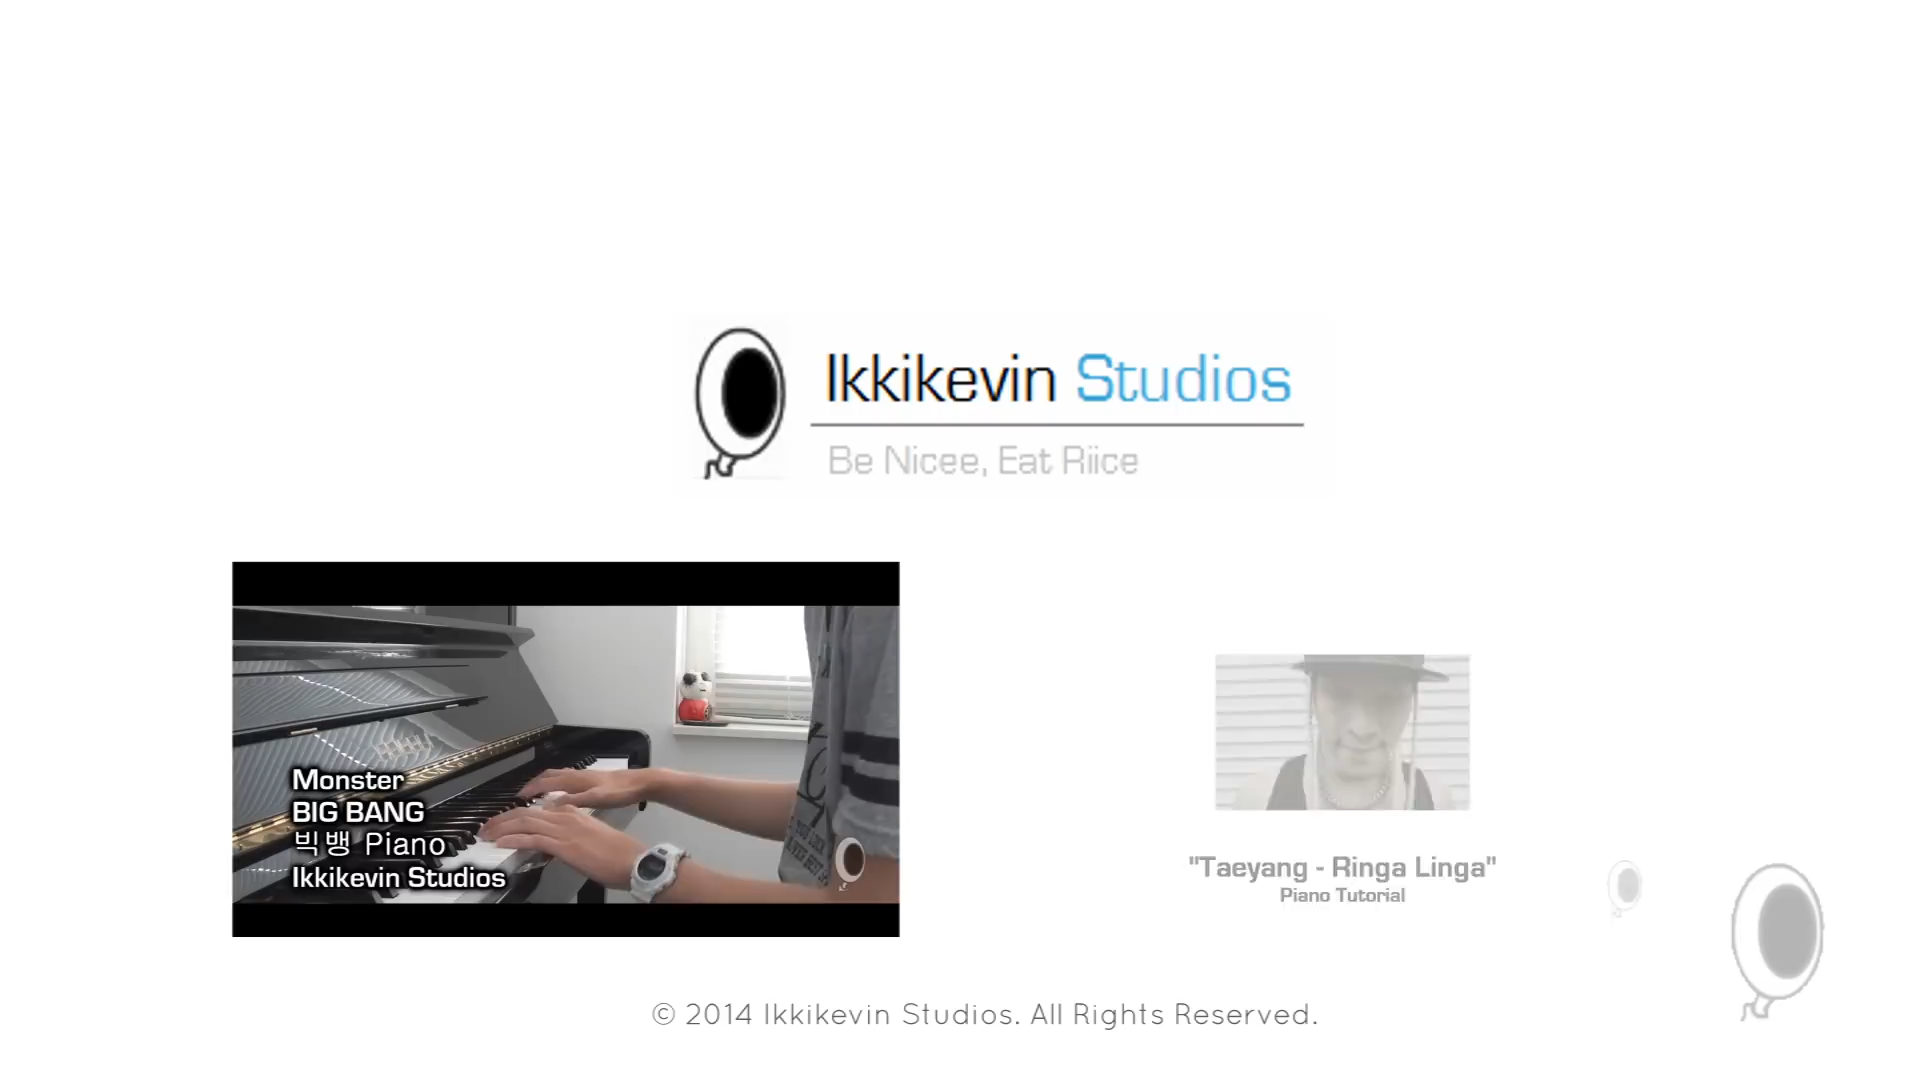 Ikkikevin Studios
Be Nicee, Eat Riice
Monster
BIG BANG
빅뱅 Piano
Ikkikevin Studios
"Taeyang - Ringa Linga"
Piano Tutorial
© 2014 Ikkikevin Studios. All Rights Reserved.